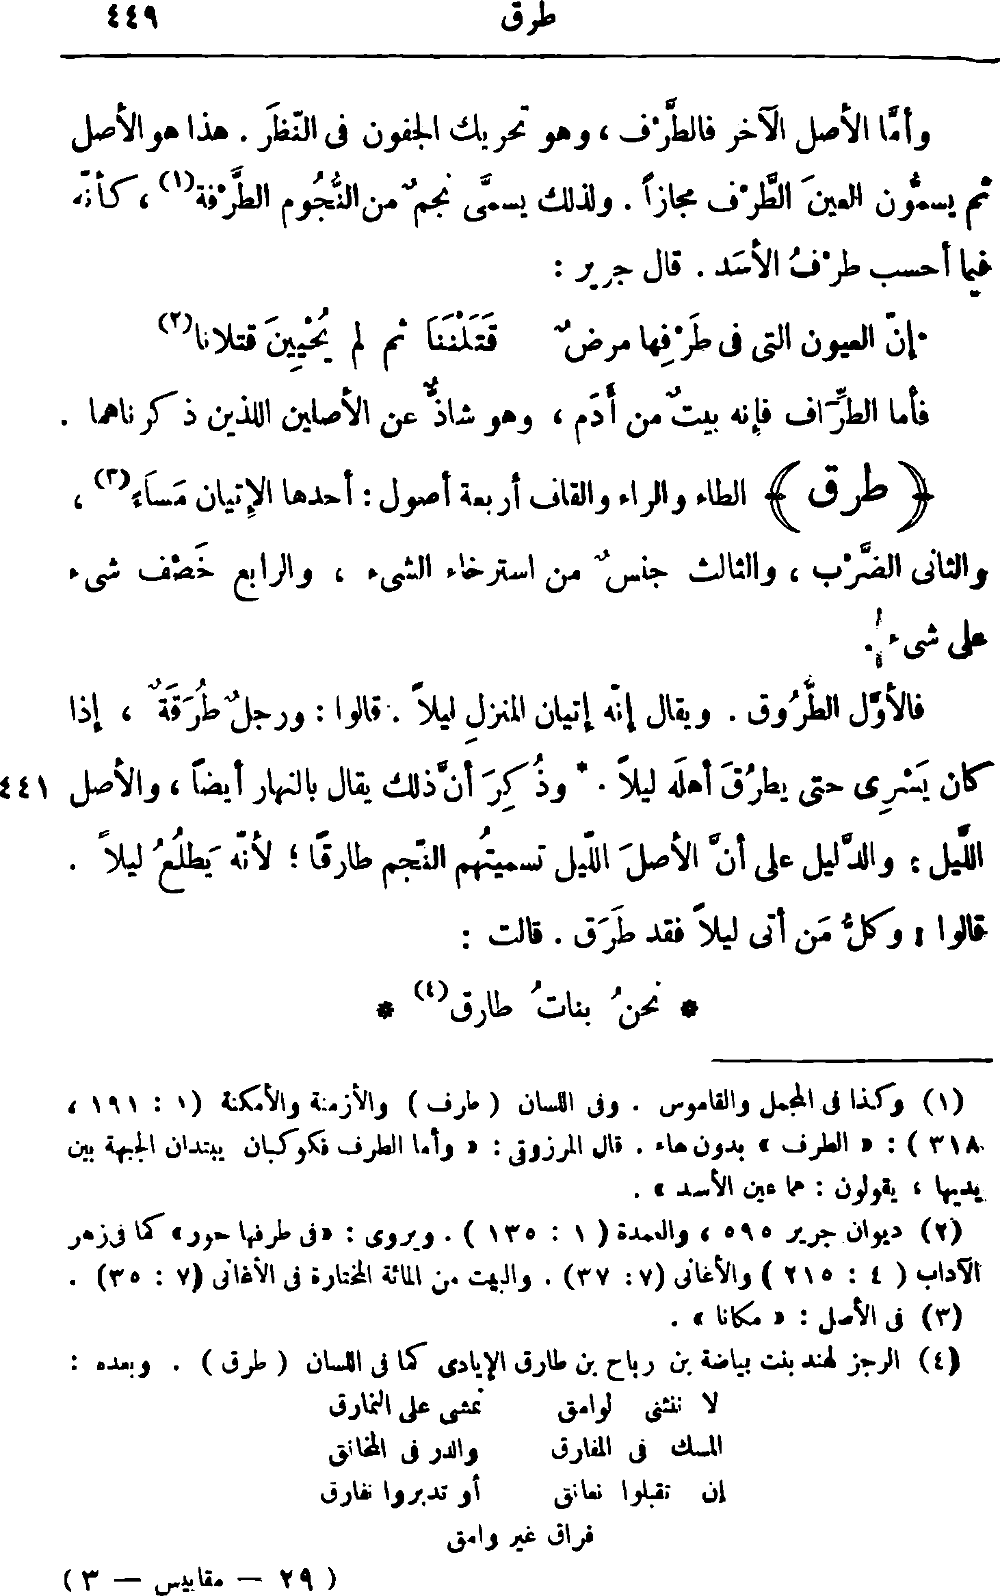 طرق ٤٤٩
وأمَّا الأصل الآخر فالطَّرْف ، وهو تحريك الجفون فى النّظَر . هذا هو الأصل
ثم يسمُّون العينَ الطَّرْف مجازاً . ولذلك يسمَّى نجمٌ من النُّجُوم الطَّرْفة(١) ، كأنّه
فيما أحسب طرْفُ الأسَد . قال جرير :
إنّ العيون التى فى طَرْفِها مرضٌ قَتَلْنَنَا ثم لم يُحْيِينَ قتلانا(٢)
فأما الطِّرَاف فإنه بيتٌ من أَدَم ، وهو شاذٌّ عن الأصلين اللذين ذكرناهما .
﴿ طرق ﴾ الطاء والراء والقاف أربعة أصول : أحدها الإتيان مَساَءً(٣) ،
والثانى الضَّرْب ، والثالث جنسٌ من استرخاء الشىء ، والرابع خَصْف شىء
على شىء .
فالأوَّل الطُّرُوق . ويقال إنّه إتيان المنزلِ ليلاً . قالوا : ورجلٌ طُرَقَةٌ ، إذا
كان يَسْرِى حتى يطرُقَ أهلَه ليلاً . * وذُكِرَ أنَّ ذلك يقال بالنهار أيضاً ، والأصل ٤٤١
اللَّيل ؛ والدَّليل على أنَّ الأصلَ اللّيل تسميتُهم النّجم طارقًا ؛ لأنّه يَطلُعُ ليلاً .
قالوا : وكلُّ مَن أتى ليلاً فقد طَرَق . قالت :
* نحنُ بناتُ طارق(٤) *
(١) وكذا فى المجمل والقاموس . وفى اللسان ( طرف ) والأزمنة والأمكنة (١ : ١٩١ ،
٣١٨ ) : « الطرف » بدون هاء . قال المرزوقى : « وأما الطرف فكوكبان يبتدان الجبهة بين
يديها ، يقولون : هما عين الأسد » .
(٢) ديوان جرير ٥٩٥ ، والعمدة ( ١ : ١٣٥ ) . ويروى : «فى طرفها حور» كما فى زهر
الآداب ( ٤ : ٢١٥ ) والأغانى (٧ : ٣٧) . والبيت من المائة المختارة فى الأغانى (٧ : ٣٥) .
(٣) فى الأصل : « مكانا » .
(٤) الرجز لهند بنت بياضة بن رباح بن طارق الإيادى كما فى اللسان ( طرق ) . وبعده :
لا ننثنى لوامق نمشى على النمارق
المسك فى المفارق والدر فى المخانق
إن تقبلوا نعانق أو تدبروا نفارق
فراق غير وامق
( ٢٩ — مقاييس — ٣ )